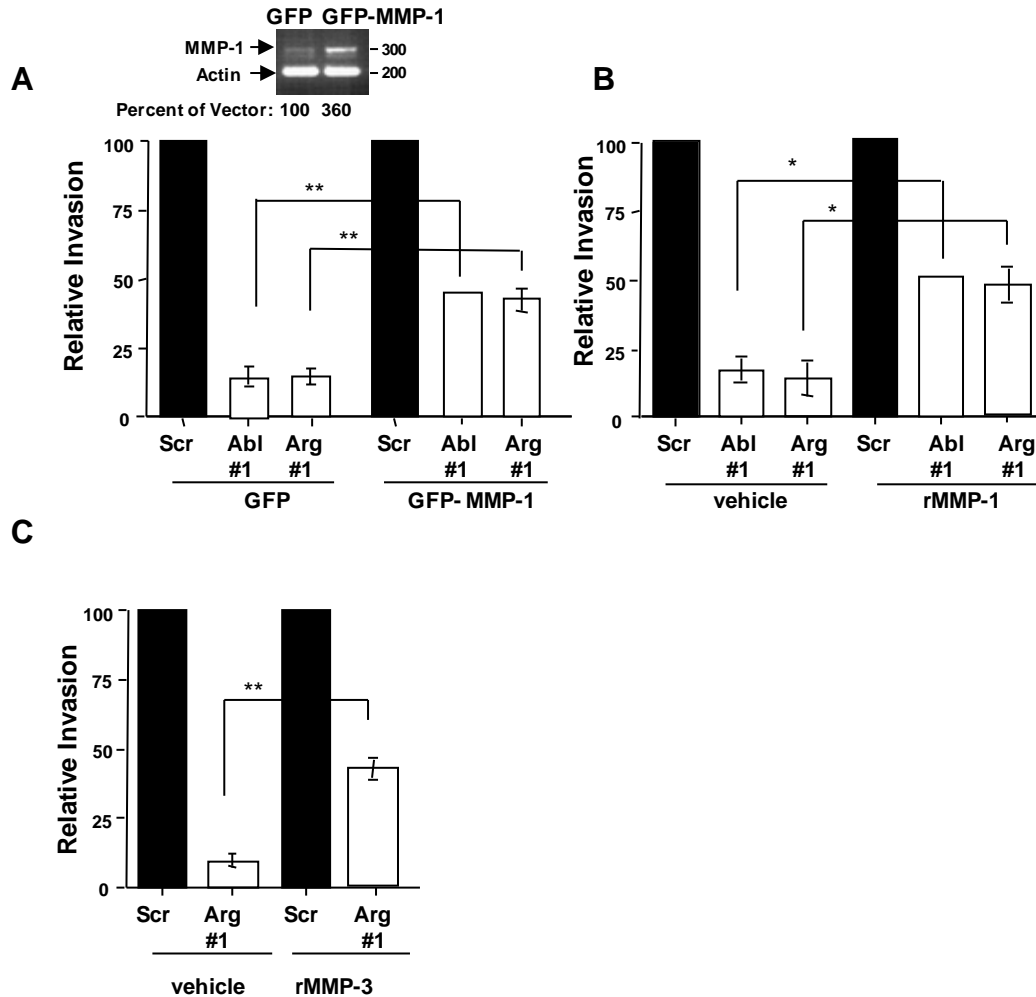 GFP GFP-MMP-1
MMP-1 300
Actin 200
Percent of Vector: 100 360
A
Relative Invasion
100
75
50
25
0
**
**
Scr Abl #1 Arg #1 Scr Abl #1 Arg #1
GFP GFP-MMP-1
B
Relative Invasion
100
75
50
25
0
*
*
Scr Abl #1 Arg #1 Scr Abl #1 Arg #1
vehicle rMMP-1
C
Relative Invasion
100
75
50
25
0
**
Scr Arg #1 Scr Arg #1
vehicle rMMP-3